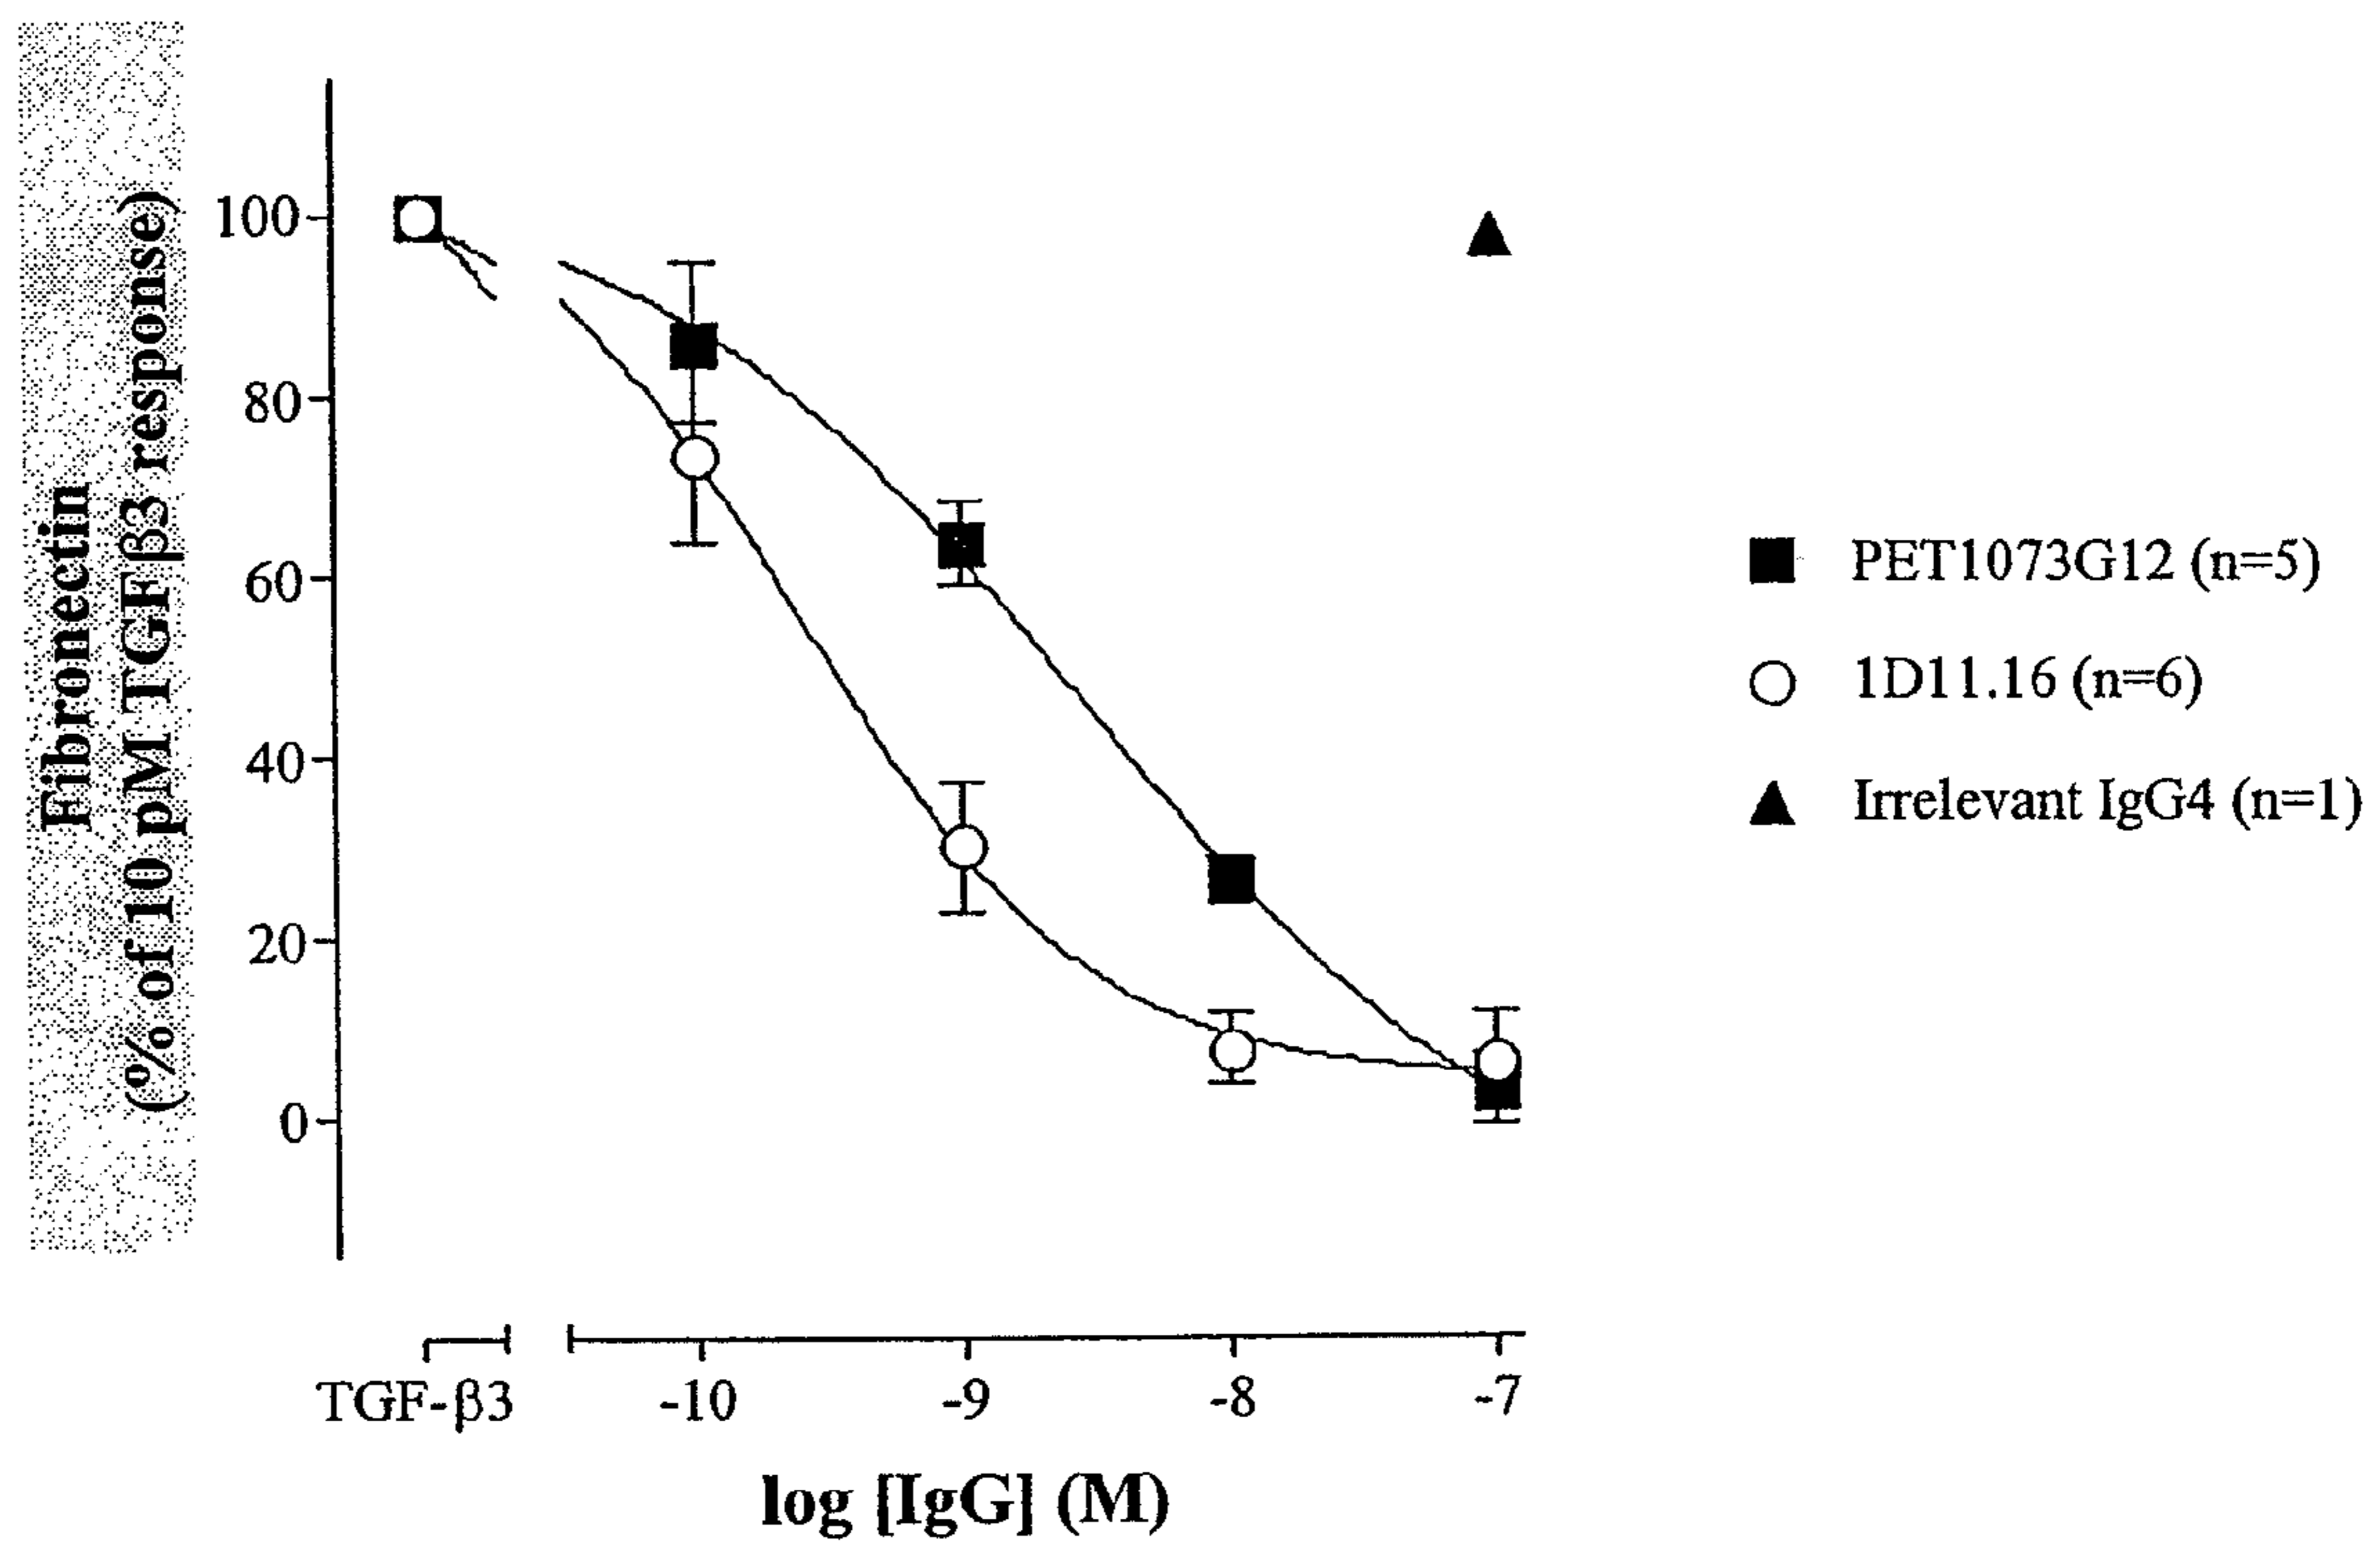 Fibronectin
(% of 10 pM TGFβ3 response)
100
80
60
40
20
0
TGF-β3
-10
-9
-8
-7
log [IgG] (M)
PET1073G12 (n=5)
1D11.16 (n=6)
Irrelevant IgG4 (n=1)